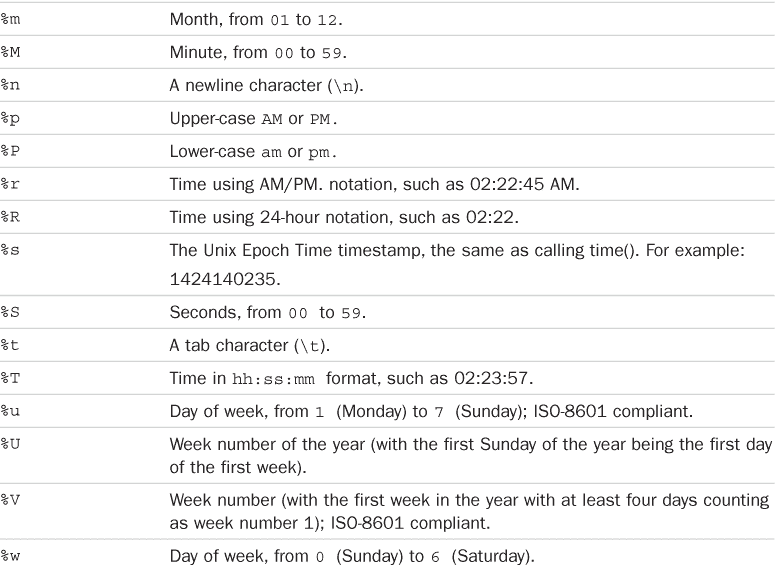 %m Month, from 01 to 12.
%M Minute, from 00 to 59.
%n A newline character (\n).
%p Upper-case AM or PM.
%P Lower-case am or pm.
%r Time using AM/PM. notation, such as 02:22:45 AM.
%R Time using 24-hour notation, such as 02:22.
%s The Unix Epoch Time timestamp, the same as calling time(). For example:
1424140235.
%S Seconds, from 00 to 59.
%t A tab character (\t).
%T Time in hh:ss:mm format, such as 02:23:57.
%u Day of week, from 1 (Monday) to 7 (Sunday); ISO-8601 compliant.
%U Week number of the year (with the first Sunday of the year being the first day
of the first week).
%V Week number (with the first week in the year with at least four days counting
as week number 1); ISO-8601 compliant.
%w Day of week, from 0 (Sunday) to 6 (Saturday).